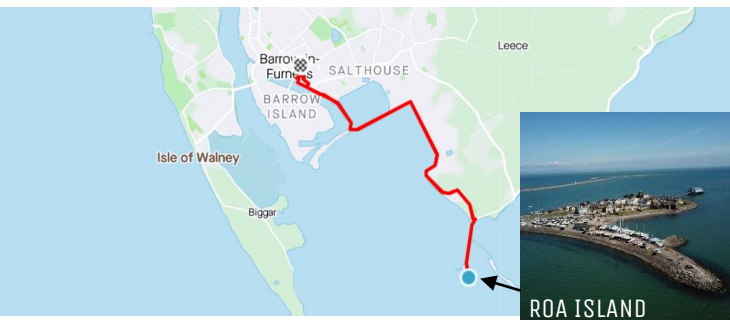 Leece
Barrow-in-
Furness
SALTHOUSE
BARROW
ISLAND
Isle of Walney
Biggar
ROA ISLAND